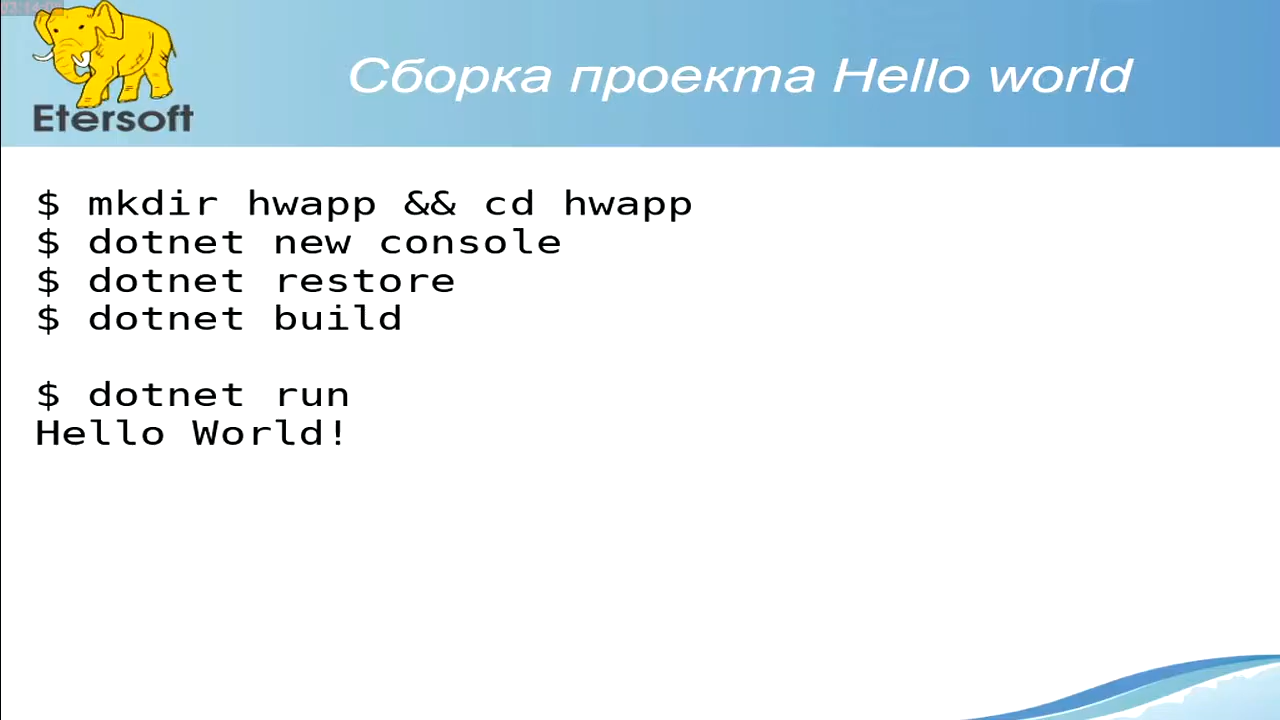 Etersoft
Сборка проекта Hello world
$ mkdir hwapp && cd hwapp
$ dotnet new console
$ dotnet restore
$ dotnet build
$ dotnet run
Hello World!